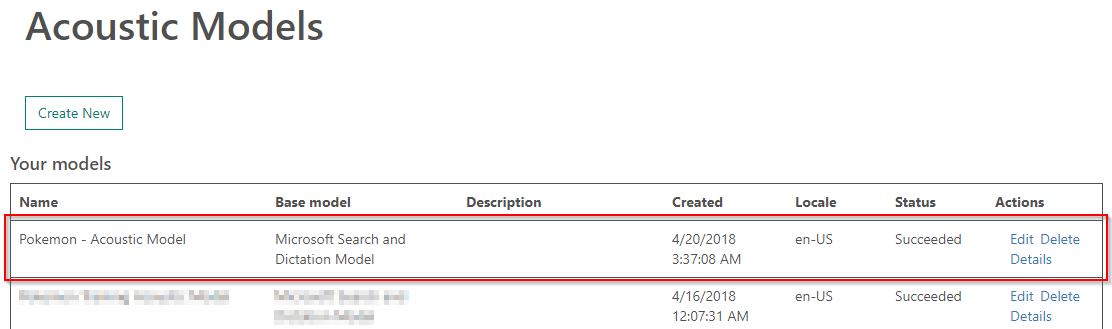 Acoustic Models
Create New
Your models
Name Base model Description Created Locale Status Actions
Pokemon - Acoustic Model Microsoft Search and 4/20/2018 en-US Succeeded Edit Delete
Dictation Model 3:37:08 AM Details
4/16/2018 en-US Succeeded Edit Delete
12:07:31 AM Details